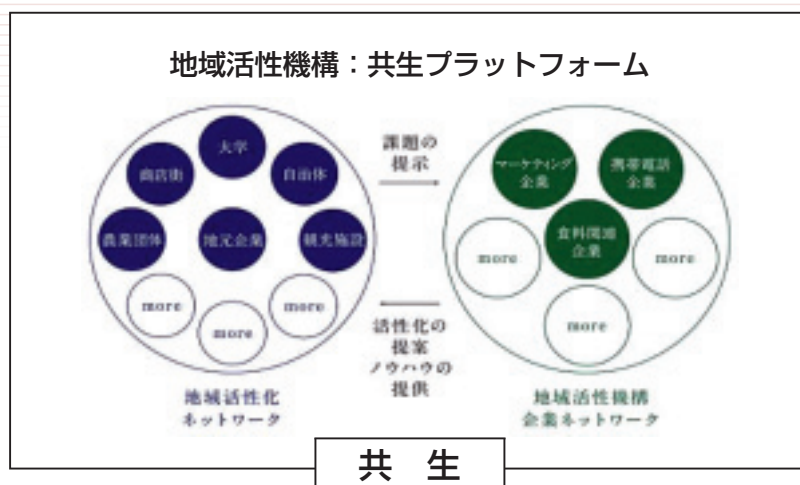 地域活性機構：共生プラットフォーム
大学
商店街
自治体
農業団体
地元企業
観光施設
more
more
more
地域活性化
ネットワーク
課題の
提示
活性化の
提案
ノウハウの
提供
マーケティング
企業
携帯電話
企業
食料関連
企業
more
more
more
地域活性機構
企業ネットワーク
共 生